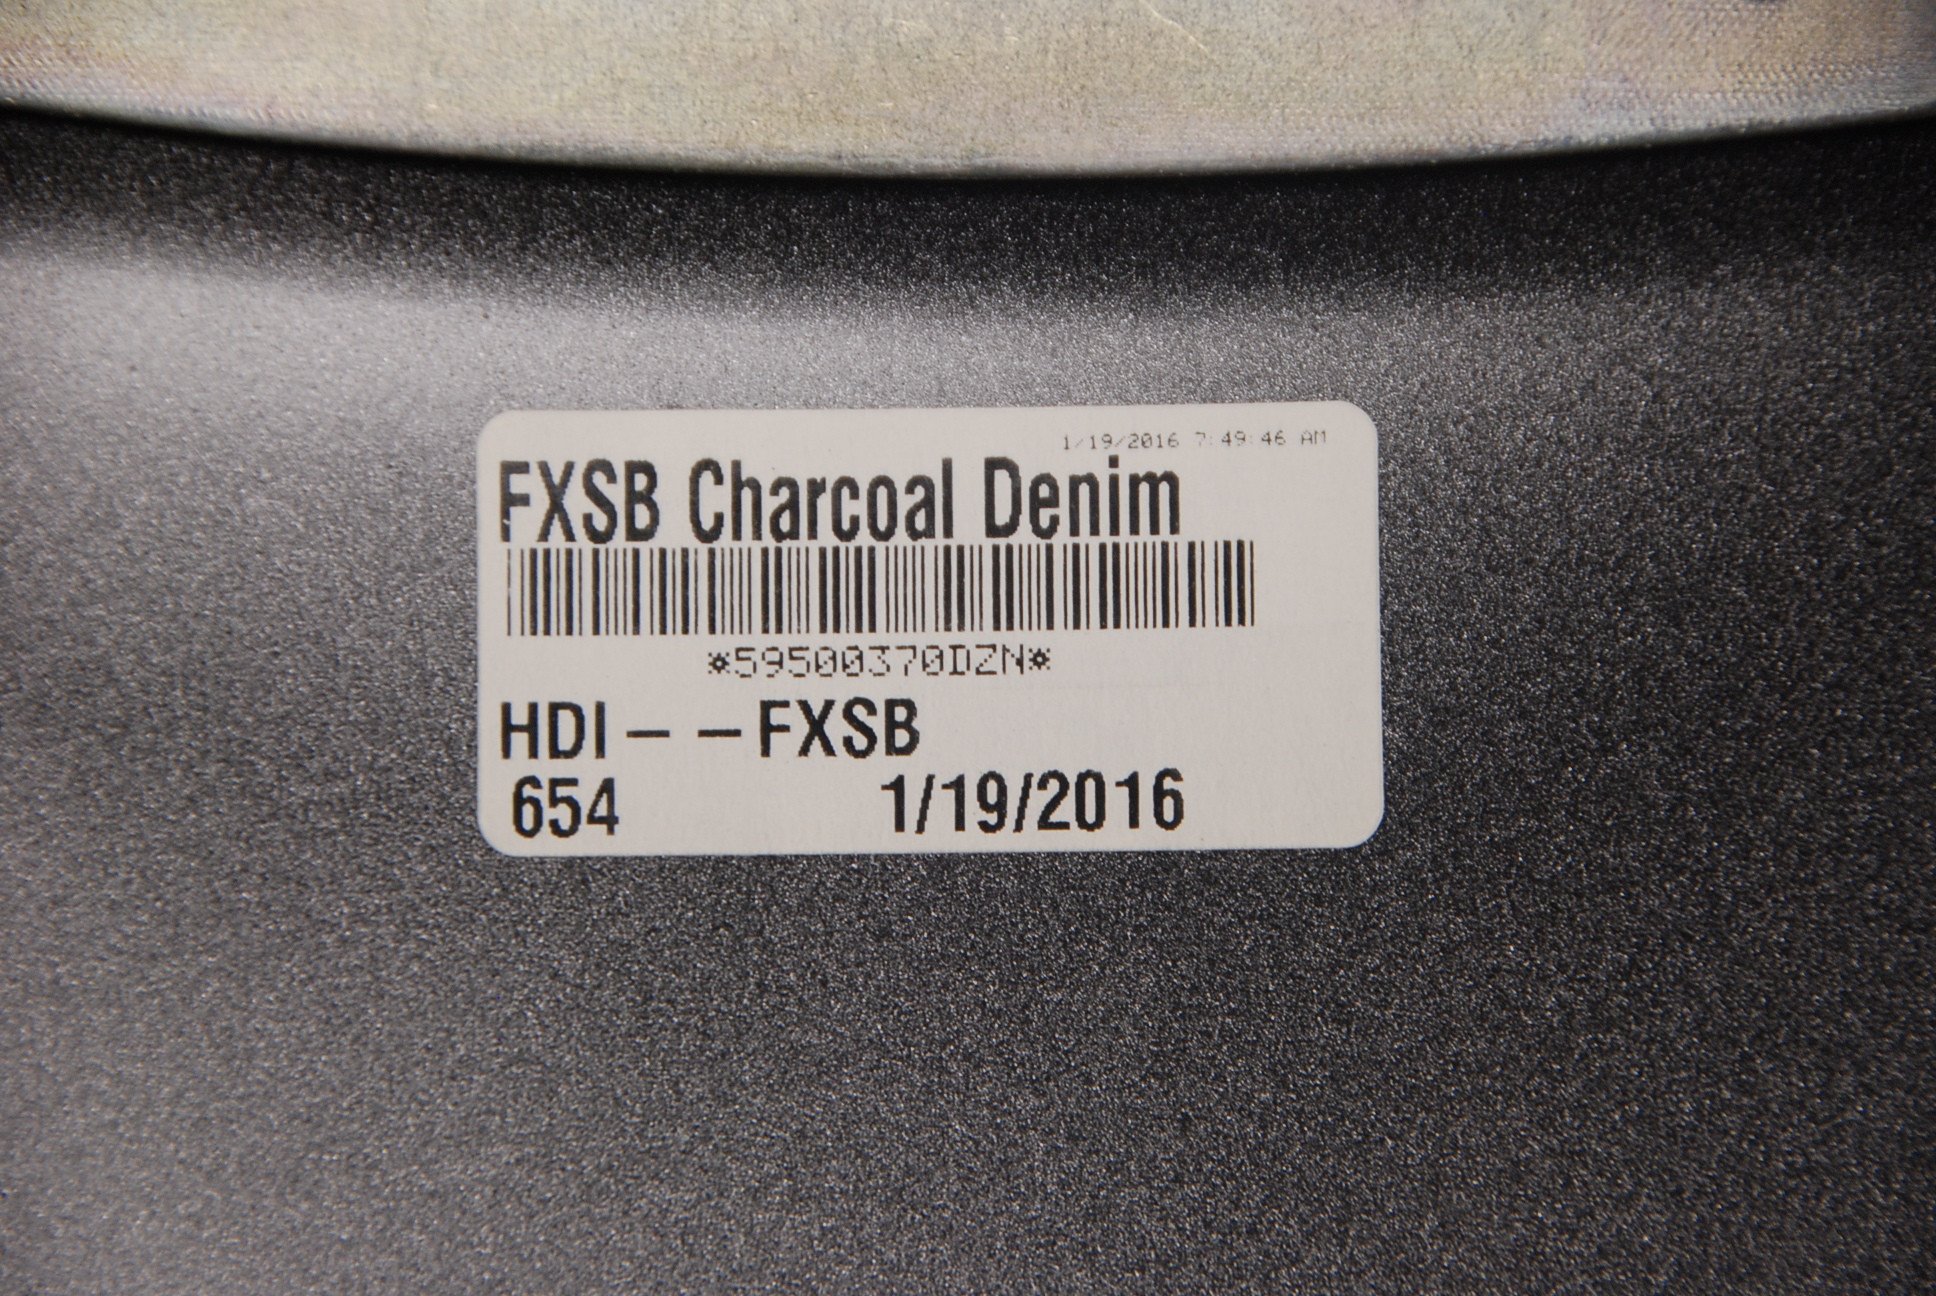 1/19/2016 7:49:46 AM
FXSB Charcoal Denim
*59500370DZN*
HDI- -FXSB
654 1/19/2016